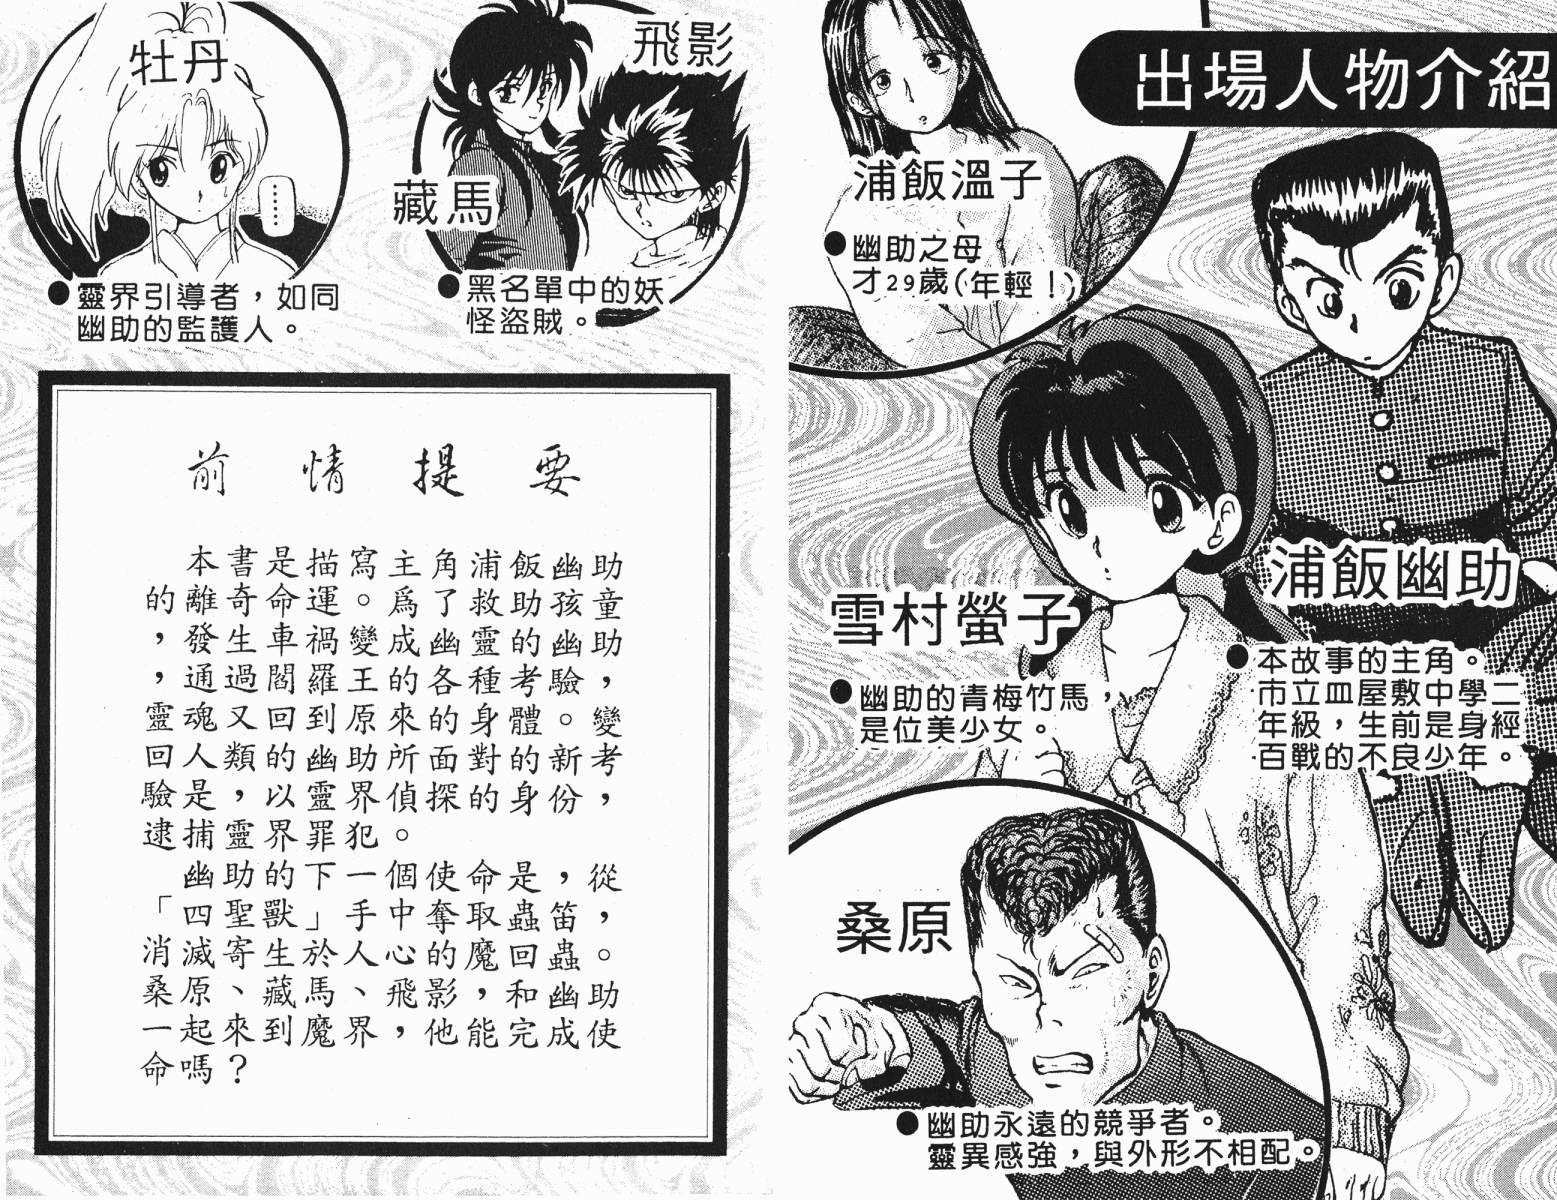 出場人物介紹
浦飯幽助
●本故事的主角。
市立皿屋敷中學二
年級，生前是身經
百戰的不良少年。
浦飯溫子
●幽助之母
才29歲(年輕！)
雪村螢子
●幽助的青梅竹馬，
是位美少女。
桑原
●幽助永遠的競爭者。
靈異感強，與外形不相配。
飛影
藏馬
●黑名單中的妖
怪盜賊。
牡丹
……
●靈界引導者，如同
幽助的監護人。
前情提要
本書是描寫主角浦飯幽助
的離奇命運。爲了救助孩童
，發生車禍變成幽靈的幽助
，通過閻羅王的各種考驗，
靈魂又回到原來的身體。變
回人類的幽助所面對的新考
驗是，以靈界偵探的身份，
逮捕靈界罪犯。
幽助的下一個使命是，從
「四聖獸」手中奪取蟲笛，
消滅寄生於人心的魔回蟲。
桑原、藏馬、飛影，和幽助
一起來到魔界，他能完成使
命嗎？